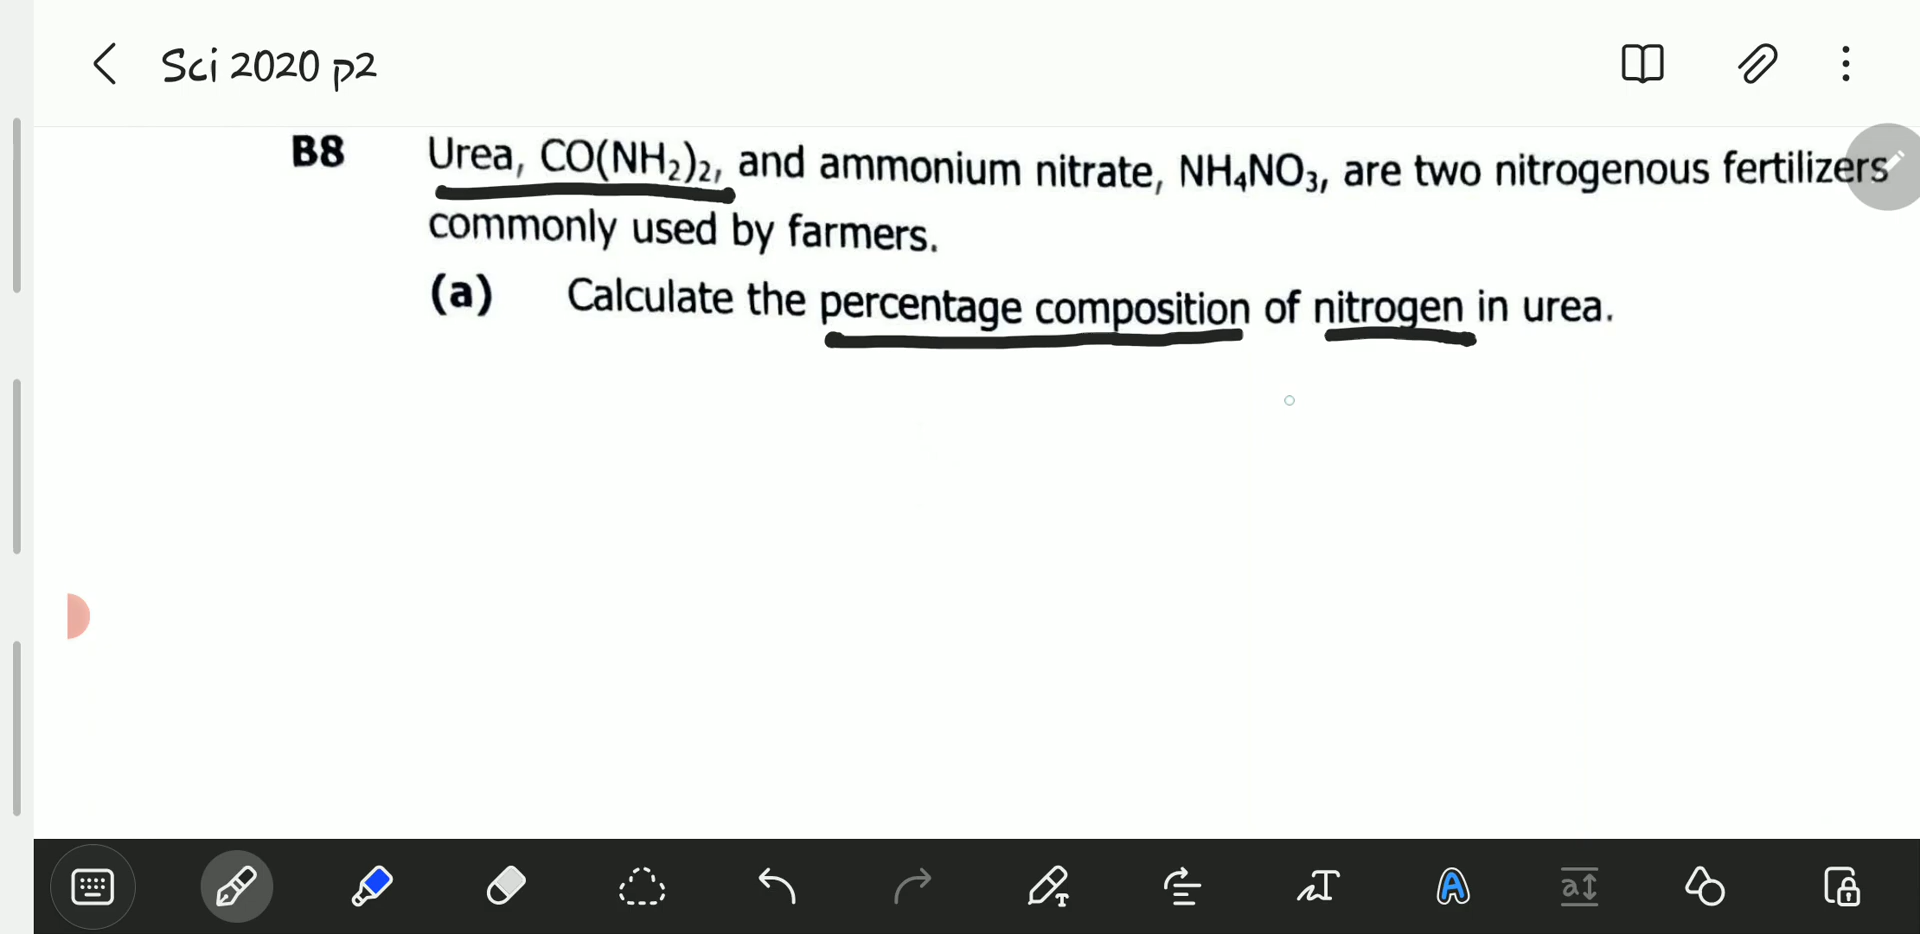 Sci 2020 p2
B8 Urea, CO(NH₂)₂, and ammonium nitrate, NH₄NO₃, are two nitrogenous fertilizers
commonly used by farmers.
(a) Calculate the percentage composition of nitrogen in urea.
T
T
A
a